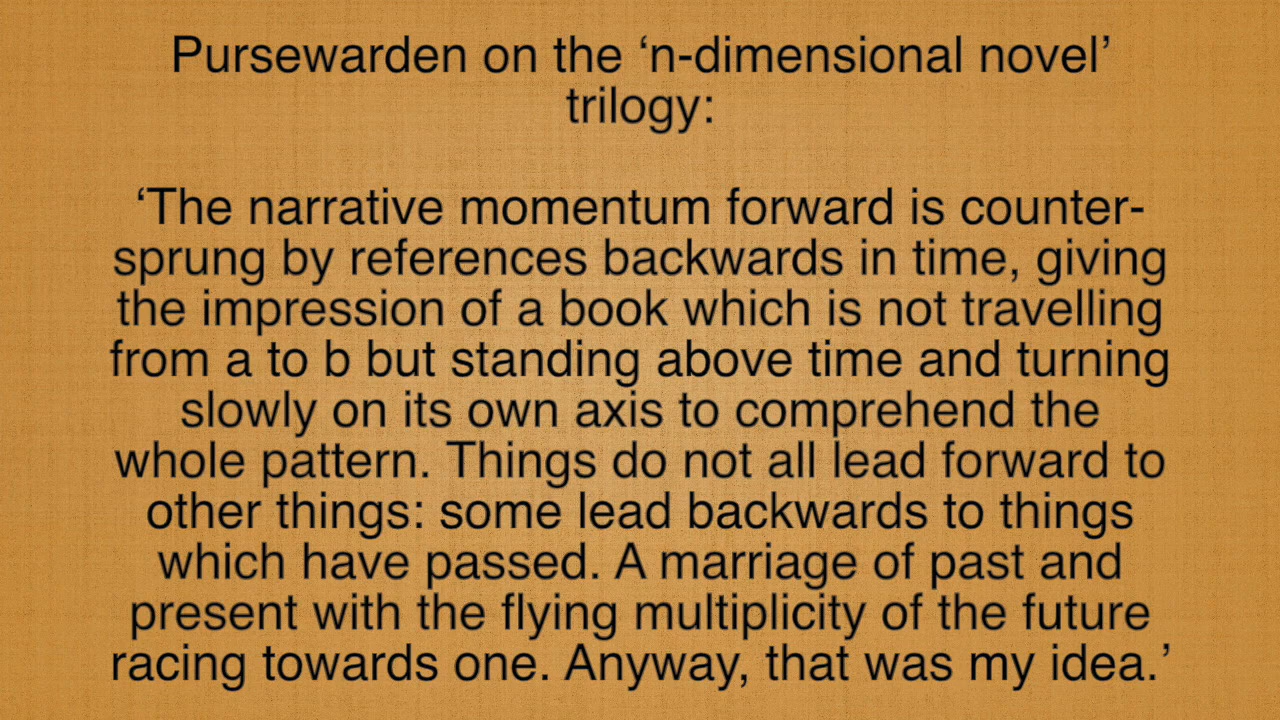 Pursewarden on the ‘n-dimensional novel’
trilogy:
‘The narrative momentum forward is counter-
sprung by references backwards in time, giving
the impression of a book which is not travelling
from a to b but standing above time and turning
slowly on its own axis to comprehend the
whole pattern. Things do not all lead forward to
other things: some lead backwards to things
which have passed. A marriage of past and
present with the flying multiplicity of the future
racing towards one. Anyway, that was my idea.’